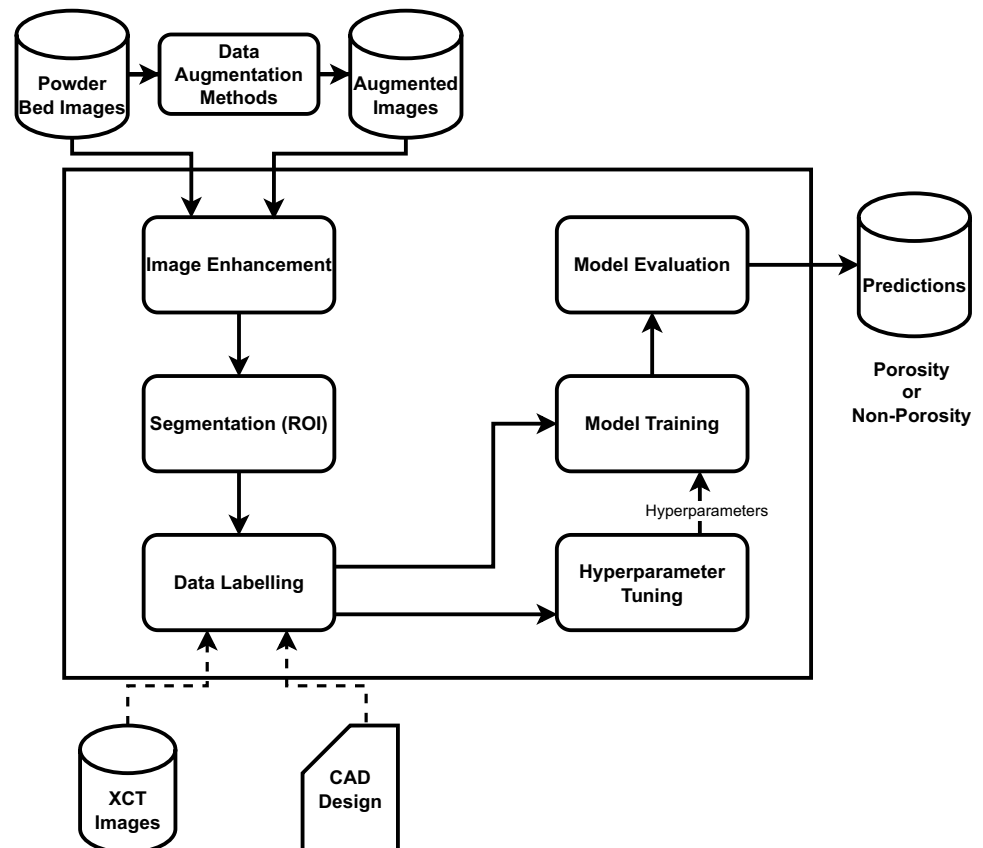 Powder
Bed Images
Data
Augmentation
Methods
Augmented
Images
Image Enhancement
Model Evaluation
Predictions
Porosity
or
Non-Porosity
Segmentation (ROI)
Model Training
Hyperparameters
Data Labelling
Hyperparameter
Tuning
XCT
Images
CAD
Design